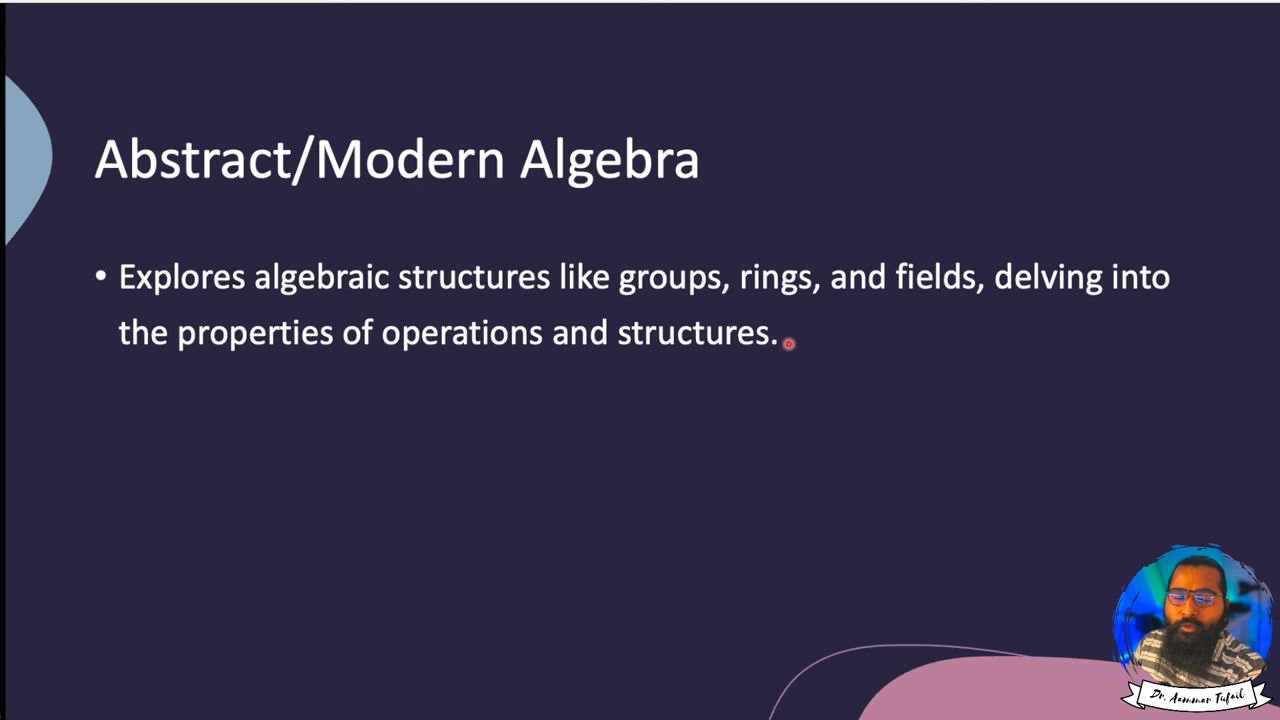 Abstract/Modern Algebra
• Explores algebraic structures like groups, rings, and fields, delving into
the properties of operations and structures.
Dr. Aammar Tufail